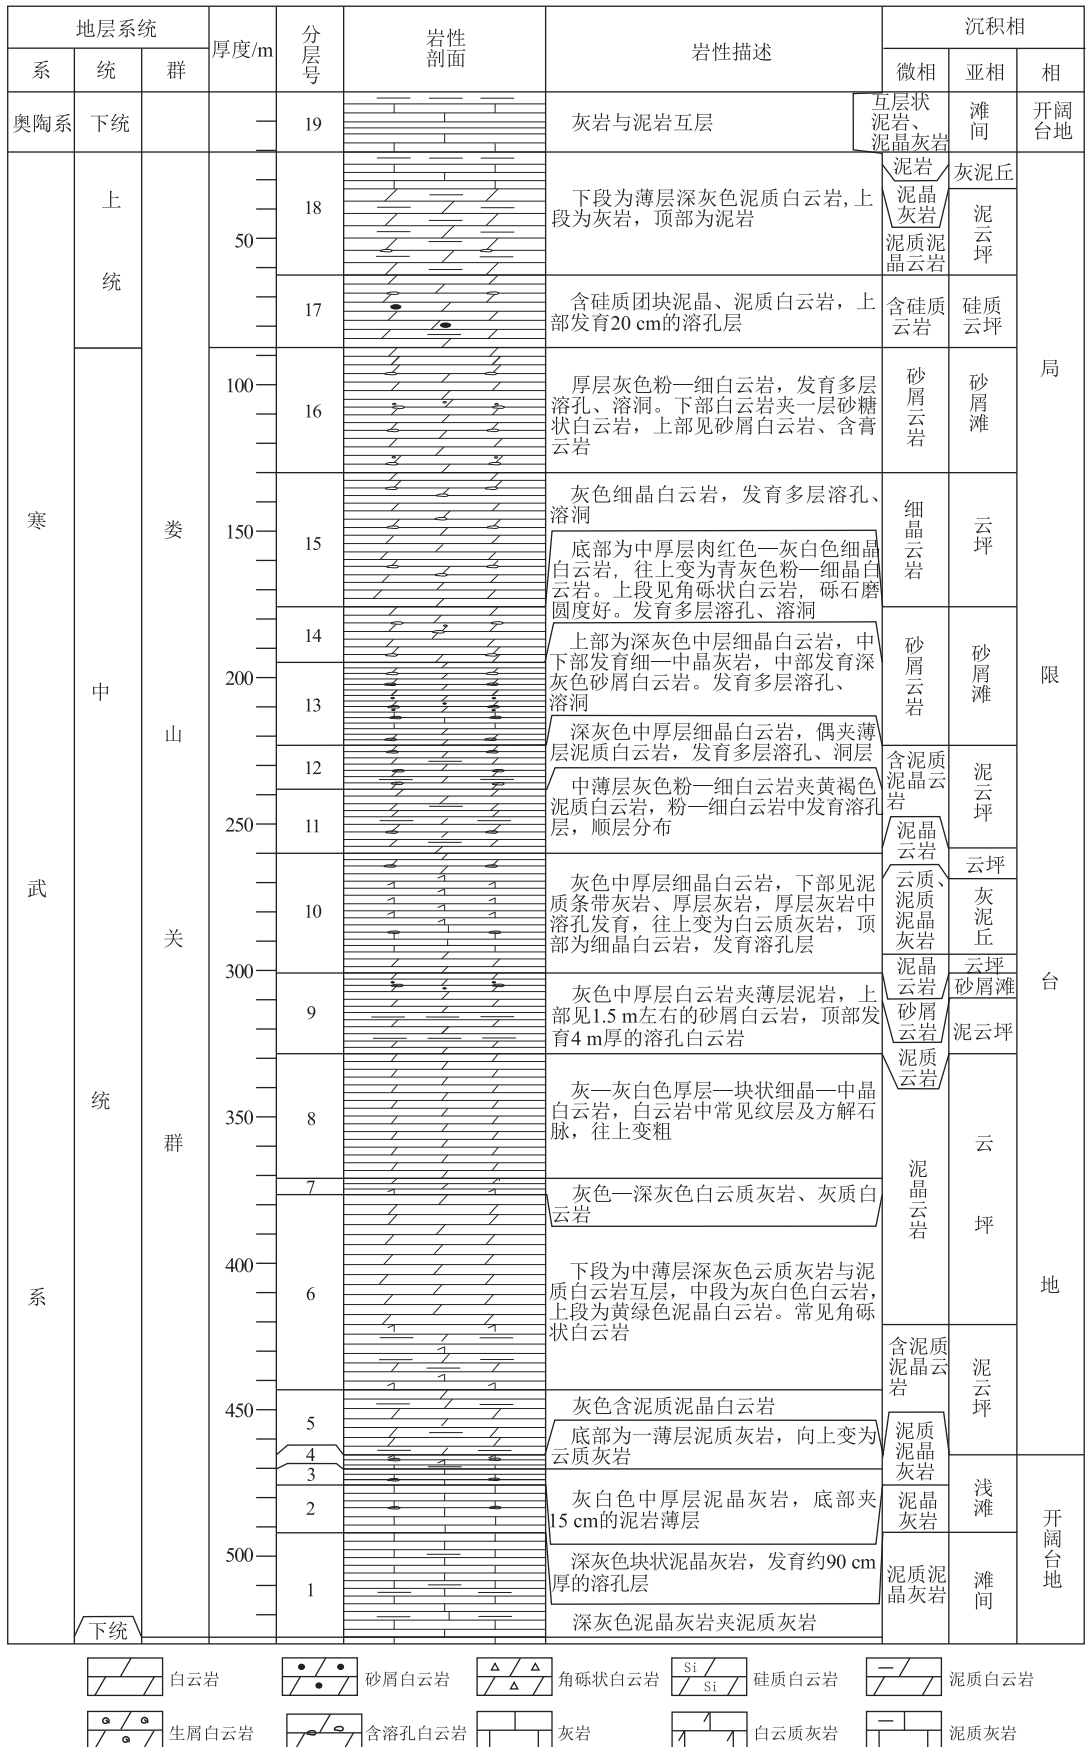 地层系统
厚度/m
分层号
岩性
剖面
岩性描述
沉积相
系
统
群
微相
亚相
相
奥陶系
下统
19
灰岩与泥岩互层
互层状
泥岩、
泥晶灰岩
滩间
开阔
台地
寒武系
上统
中统
下统
娄山关群
50
100
150
200
250
300
350
400
450
500
18
下段为薄层深灰色泥质白云岩,上
段为灰岩，顶部为泥岩
泥岩
泥晶
灰岩
泥质泥
晶云岩
灰泥丘
泥云坪
局限台地
17
含硅质团块泥晶、泥质白云岩，上
部发育20 cm的溶孔层
含硅质
云岩
硅质
云坪
16
厚层灰色粉—细白云岩，发育多层
溶孔、溶洞。下部白云岩夹一层砂糖
状白云岩，上部见砂屑白云岩、含膏
云岩
砂屑云岩
砂屑滩
15
灰色细晶白云岩，发育多层溶孔、
溶洞
细晶云岩
云坪
14
底部为中厚层肉红色—灰白色细晶
白云岩，往上变为青灰色粉—细晶白
云岩。上段见角砾状白云岩，砾石磨
圆度好。发育多层溶孔、溶洞
砂屑云岩
砂屑滩
13
上部为深灰色中层细晶白云岩，中
下部发育细—中晶灰岩，中部发育深
灰色砂屑白云岩。发育多层溶孔、
溶洞
12
深灰色中厚层细晶白云岩，偶夹薄
层泥质白云岩，发育多层溶孔、洞层
含泥质
泥晶云
岩
泥云坪
11
中薄层灰色粉—细白云岩夹黄褐色
泥质白云岩，粉—细白云岩中发育溶孔
层，顺层分布
泥晶
云岩
云坪
10
灰色中厚层细晶白云岩，下部见泥
质条带灰岩、厚层灰岩，厚层灰岩中
溶孔发育，往上变为白云质灰岩，顶
部为细晶白云岩，发育溶孔层
云质、
泥质
泥晶
灰岩
灰泥丘
泥晶
云岩
云坪
9
灰色中厚层白云岩夹薄层泥岩，上
部见1.5 m左右的砂屑白云岩，顶部发
育4 m厚的溶孔白云岩
砂屑
云岩
砂屑滩
泥质
云岩
泥云坪
8
灰—灰白色厚层—块状细晶—中晶
白云岩，白云岩中常见纹层及方解石
脉，往上变粗
泥晶云岩
云坪
7
灰色—深灰色白云质灰岩、灰质白
云岩
6
下段为中薄层深灰色云质灰岩与泥
质白云岩互层，中段为灰白色白云岩，
上段为黄绿色泥晶白云岩。常见角砾
状白云岩
含泥质
泥晶云
岩
泥云坪
5
灰色含泥质泥晶白云岩
4
底部为一薄层泥质灰岩，向上变为
云质灰岩
泥质
泥晶
灰岩
3
灰白色中厚层泥晶灰岩，底部夹
15 cm的泥岩薄层
浅滩
开阔台地
2
深灰色块状泥晶灰岩，发育约90 cm
厚的溶孔层
泥晶
灰岩
1
深灰色泥晶灰岩夹泥质灰岩
泥质泥
晶灰岩
滩间
白云岩
砂屑白云岩
角砾状白云岩
Si
Si
硅质白云岩
泥质白云岩
生屑白云岩
含溶孔白云岩
灰岩
白云质灰岩
泥质灰岩